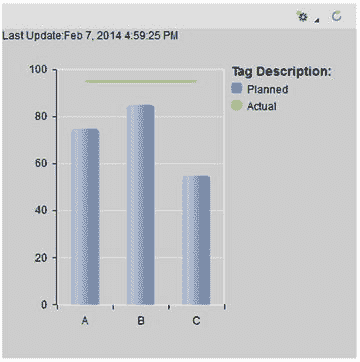 Last Update:Feb 7, 2014 4:59:25 PM
Tag Description:
Planned
Actual
100
80
60
40
20
0
A B C